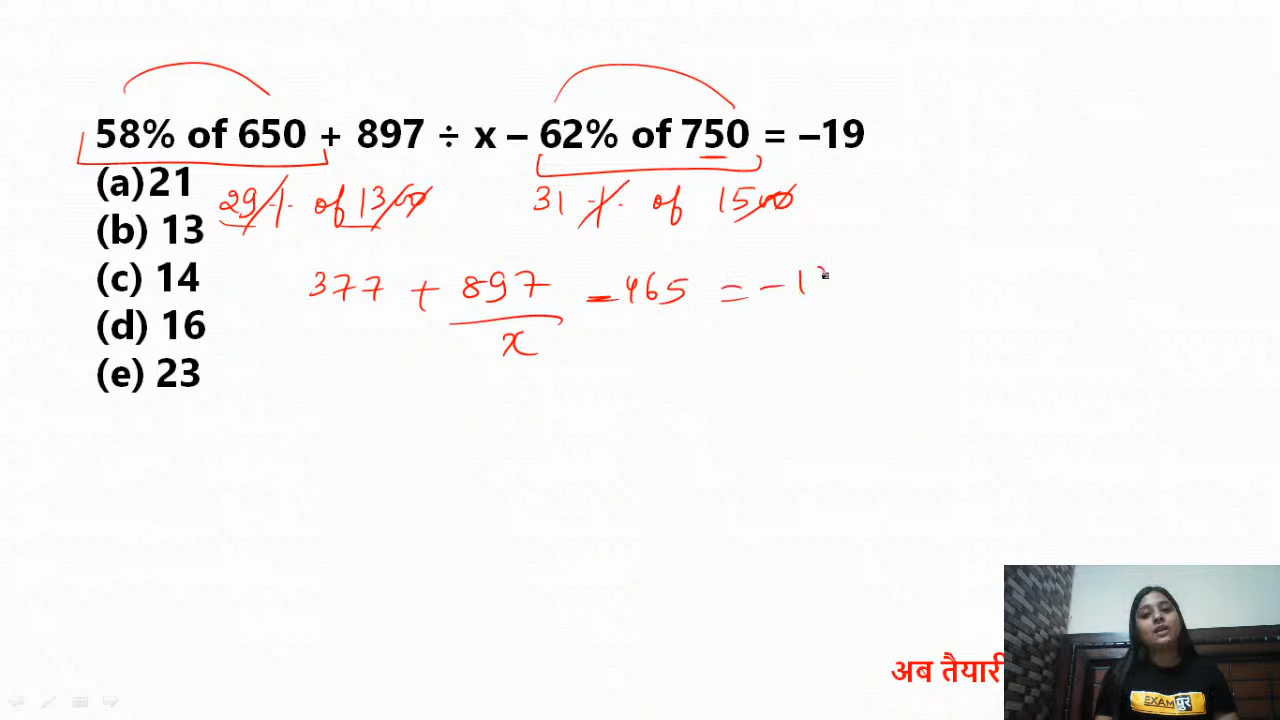 58% of 650 + 897 ÷ x – 62% of 750 = –19
(a) 21
29% of 1300
31 % of 1500
(b) 13
(c) 14
377 + 897/x - 465 = -1
(d) 16
(e) 23
अब तैयारी
EXAM पुर